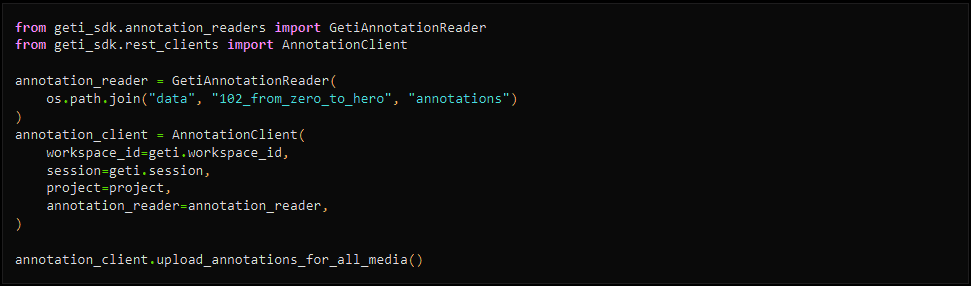 from geti_sdk.annotation_readers import GetiAnnotationReader
from geti_sdk.rest_clients import AnnotationClient

annotation_reader = GetiAnnotationReader(
    os.path.join("data", "102_from_zero_to_hero", "annotations")
)
annotation_client = AnnotationClient(
    workspace_id=geti.workspace_id,
    session=geti.session,
    project=project,
    annotation_reader=annotation_reader,
)

annotation_client.upload_annotations_for_all_media()